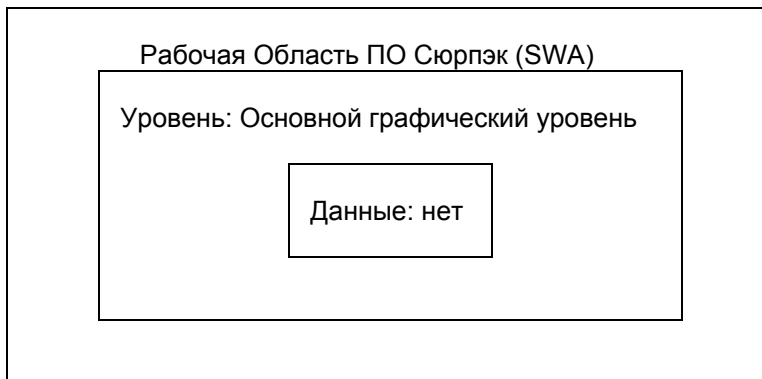 Рабочая Область ПО Сюрпэк (SWA)
Уровень: Основной графический уровень
Данные: нет